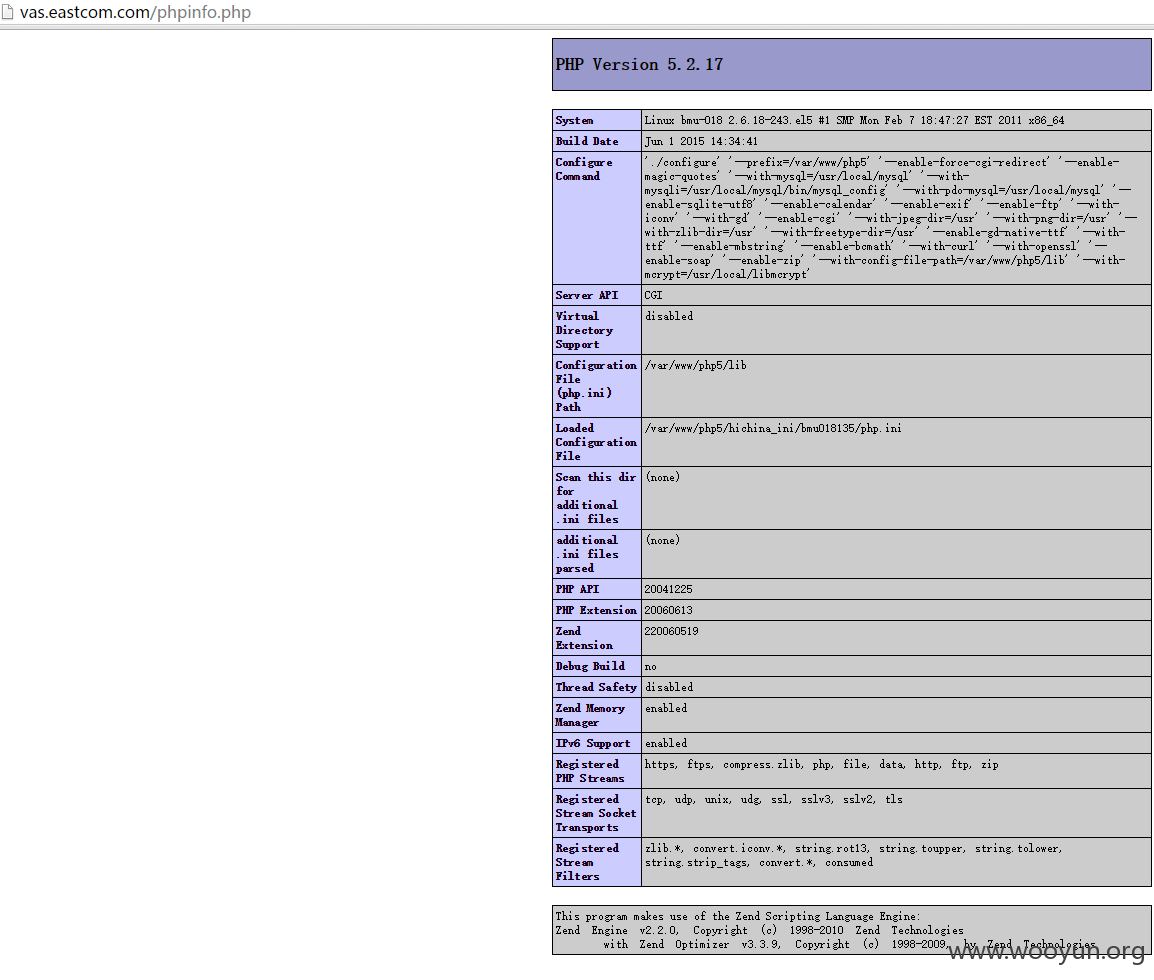 vas.eastcom.com/phpinfo.php
PHP Version 5.2.17
System Linux bmu-018 2.6.18-243.el5 #1 SMP Mon Feb 7 18:47:27 EST 2011 x86_64
Build Date Jun 1 2015 14:34:41
Configure
Command
'./configure' '--prefix=/var/www/php5' '--enable-force-cgi-redirect' '--enable-
magic-quotes' '--with-mysql=/usr/local/mysql' '--with-
mysqli=/usr/local/mysql/bin/mysql_config' '--with-pdo-mysql=/usr/local/mysql' '--
enable-sqlite-utf8' '--enable-calendar' '--enable-exif' '--enable-ftp' '--with-
iconv' '--with-gd' '--enable-cgi' '--with-jpeg-dir=/usr' '--with-png-dir=/usr' '--
with-zlib-dir=/usr' '--with-freetype-dir=/usr' '--enable-gd-native-ttf' '--with-
ttf' '--enable-mbstring' '--enable-bcmath' '--with-curl' '--with-openssl' '--
enable-soap' '--enable-zip' '--with-config-file-path=/var/www/php5/lib' '--with-
mcrypt=/usr/local/libmcrypt'
Server API CGI
Virtual
Directory
Support
disabled
Configuration
File
(php.ini)
Path
/var/www/php5/lib
Loaded
Configuration
File
/var/www/php5/hichina_ini/bmu018135/php.ini
Scan this dir
for
additional
.ini files
(none)
additional
.ini files
parsed
(none)
PHP API 20041225
PHP Extension 20060613
Zend
Extension
220060519
Debug Build no
Thread Safety disabled
Zend Memory
Manager
enabled
IPv6 Support enabled
Registered
PHP Streams
https, ftps, compress.zlib, php, file, data, http, ftp, zip
Registered
Stream Socket
Transports
tcp, udp, unix, udg, ssl, sslv3, sslv2, tls
Registered
Stream
Filters
zlib.*, convert.iconv.*, string.rot13, string.toupper, string.tolower,
string.strip_tags, convert.*, consumed
This program makes use of the Zend Scripting Language Engine:
Zend Engine v2.2.0, Copyright (c) 1998-2010 Zend Technologies
with Zend Optimizer v3.3.9, Copyright (c) 1998-2009, by Zend Technologies
www.wooyun.org